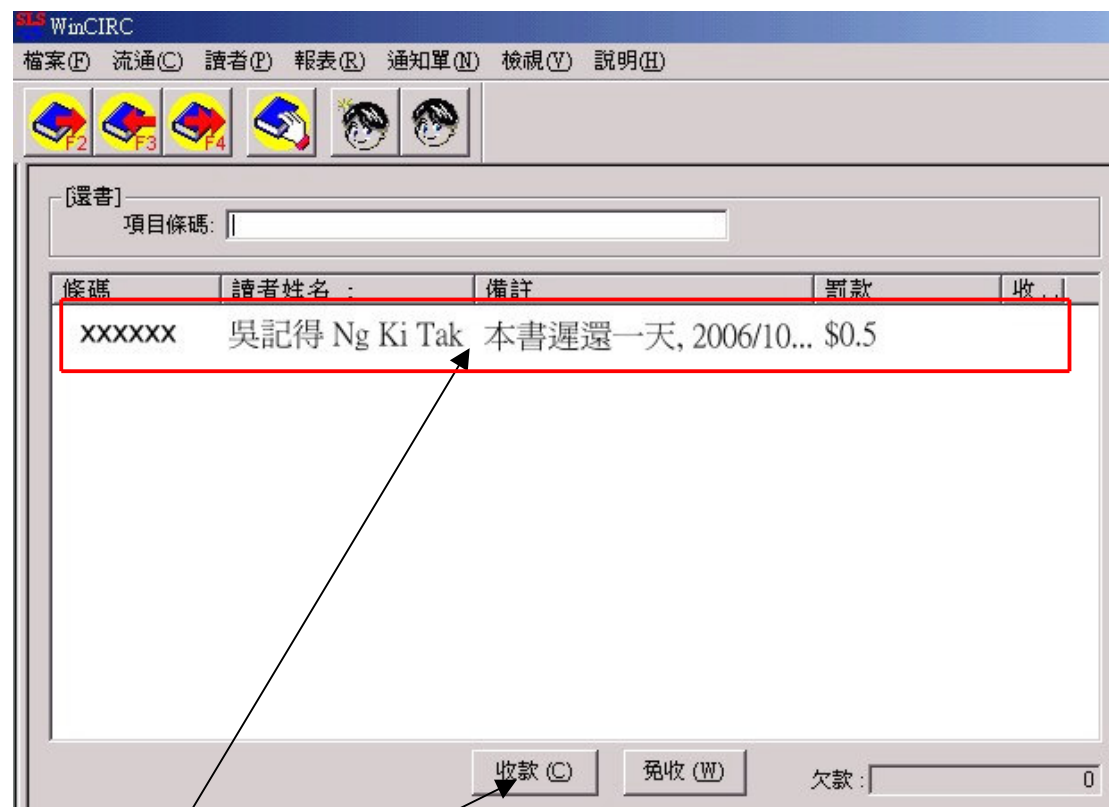 SLS WinCIRC
檔案(F) 流通(C) 讀者(P) 報表(R) 通知單(N) 檢視(V) 說明(H)
F2 F3 F4
[還書]
項目條碼:
條碼 讀者姓名 : 備註 罰款 收...
xxxxxx 吳記得 Ng Ki Tak 本書遲還一天, 2006/10... $0.5
收款 (C) 免收 (W) 欠款 : 0